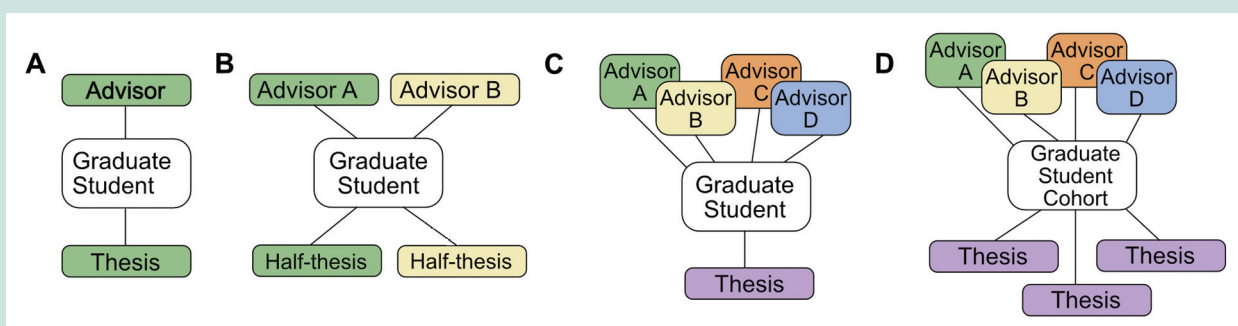 A
Advisor
Graduate
Student
Thesis
B
Advisor A
Advisor B
Graduate
Student
Half-thesis
Half-thesis
C
Advisor
A
Advisor
B
Advisor
C
Advisor
D
Graduate
Student
Thesis
D
Advisor
A
Advisor
B
Advisor
C
Advisor
D
Graduate
Student
Cohort
Thesis
Thesis
Thesis